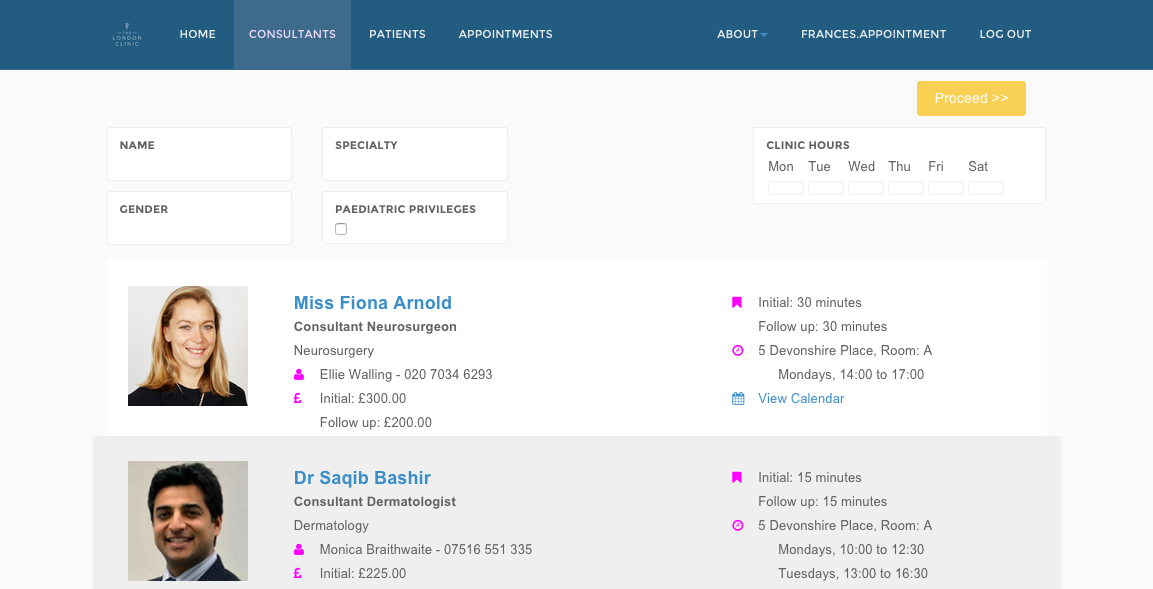 THE
LONDON
CLINIC
HOME
CONSULTANTS
PATIENTS
APPOINTMENTS
ABOUT
FRANCES.APPOINTMENT
LOG OUT
Proceed >>
NAME
SPECIALTY
CLINIC HOURS
Mon Tue Wed Thu Fri Sat
GENDER
PAEDIATRIC PRIVILEGES
Miss Fiona Arnold
Consultant Neurosurgeon
Neurosurgery
Ellie Walling - 020 7034 6293
£ Initial: £300.00
Follow up: £200.00
Initial: 30 minutes
Follow up: 30 minutes
5 Devonshire Place, Room: A
Mondays, 14:00 to 17:00
View Calendar
Dr Saqib Bashir
Consultant Dermatologist
Dermatology
Monica Braithwaite - 07516 551 335
£ Initial: £225.00
Initial: 15 minutes
Follow up: 15 minutes
5 Devonshire Place, Room: A
Mondays, 10:00 to 12:30
Tuesdays, 13:00 to 16:30